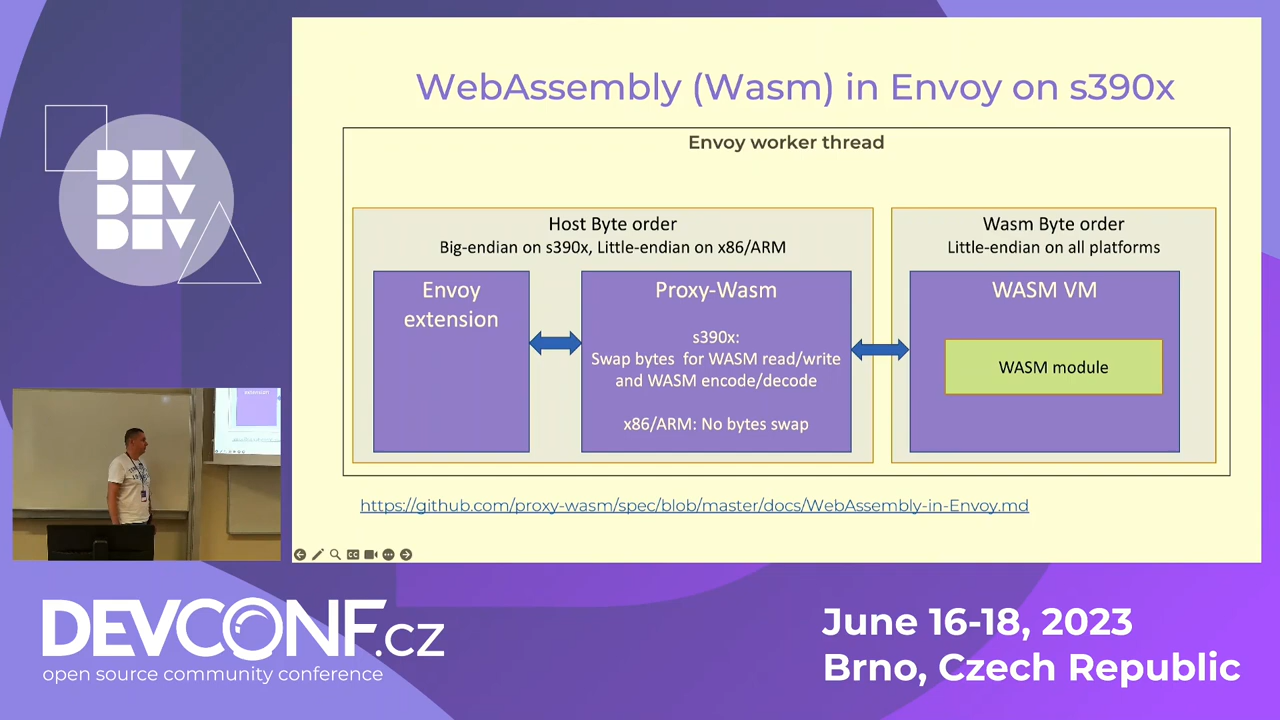 DEV
DEV
DEV
WebAssembly (Wasm) in Envoy on s390x
Envoy worker thread
Host Byte order
Big-endian on s390x, Little-endian on x86/ARM
Envoy
extension
Proxy-Wasm
s390x:
Swap bytes for WASM read/write
and WASM encode/decode
x86/ARM: No bytes swap
Wasm Byte order
Little-endian on all platforms
WASM VM
WASM module
https://github.com/proxy-wasm/spec/blob/master/docs/WebAssembly-in-Envoy.md
DEVCONF.cz
open source community conference
June 16-18, 2023
Brno, Czech Republic